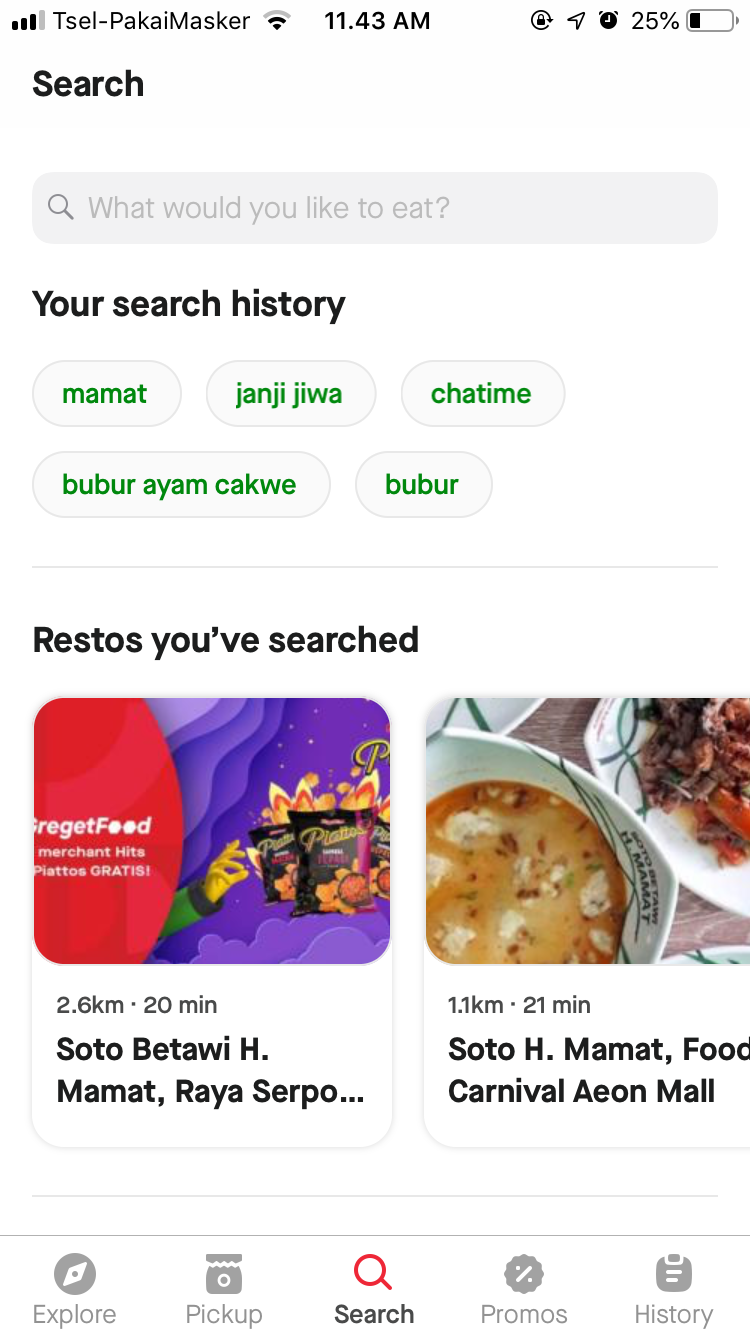 Tsel-PakaiMasker 11.43 AM 25%
Search
What would you like to eat?
Your search history
mamat janji jiwa chatime
bubur ayam cakwe bubur
Restos you've searched
GregetFood
merchant Hits
Piattos GRATIS!
Piattos
Piattos
SOTO BETAWI
H. MAMAT
2.6km · 20 min
Soto Betawi H.
Mamat, Raya Serpo...
1.1km · 21 min
Soto H. Mamat, Food
Carnival Aeon Mall
Explore Pickup Search Promos History